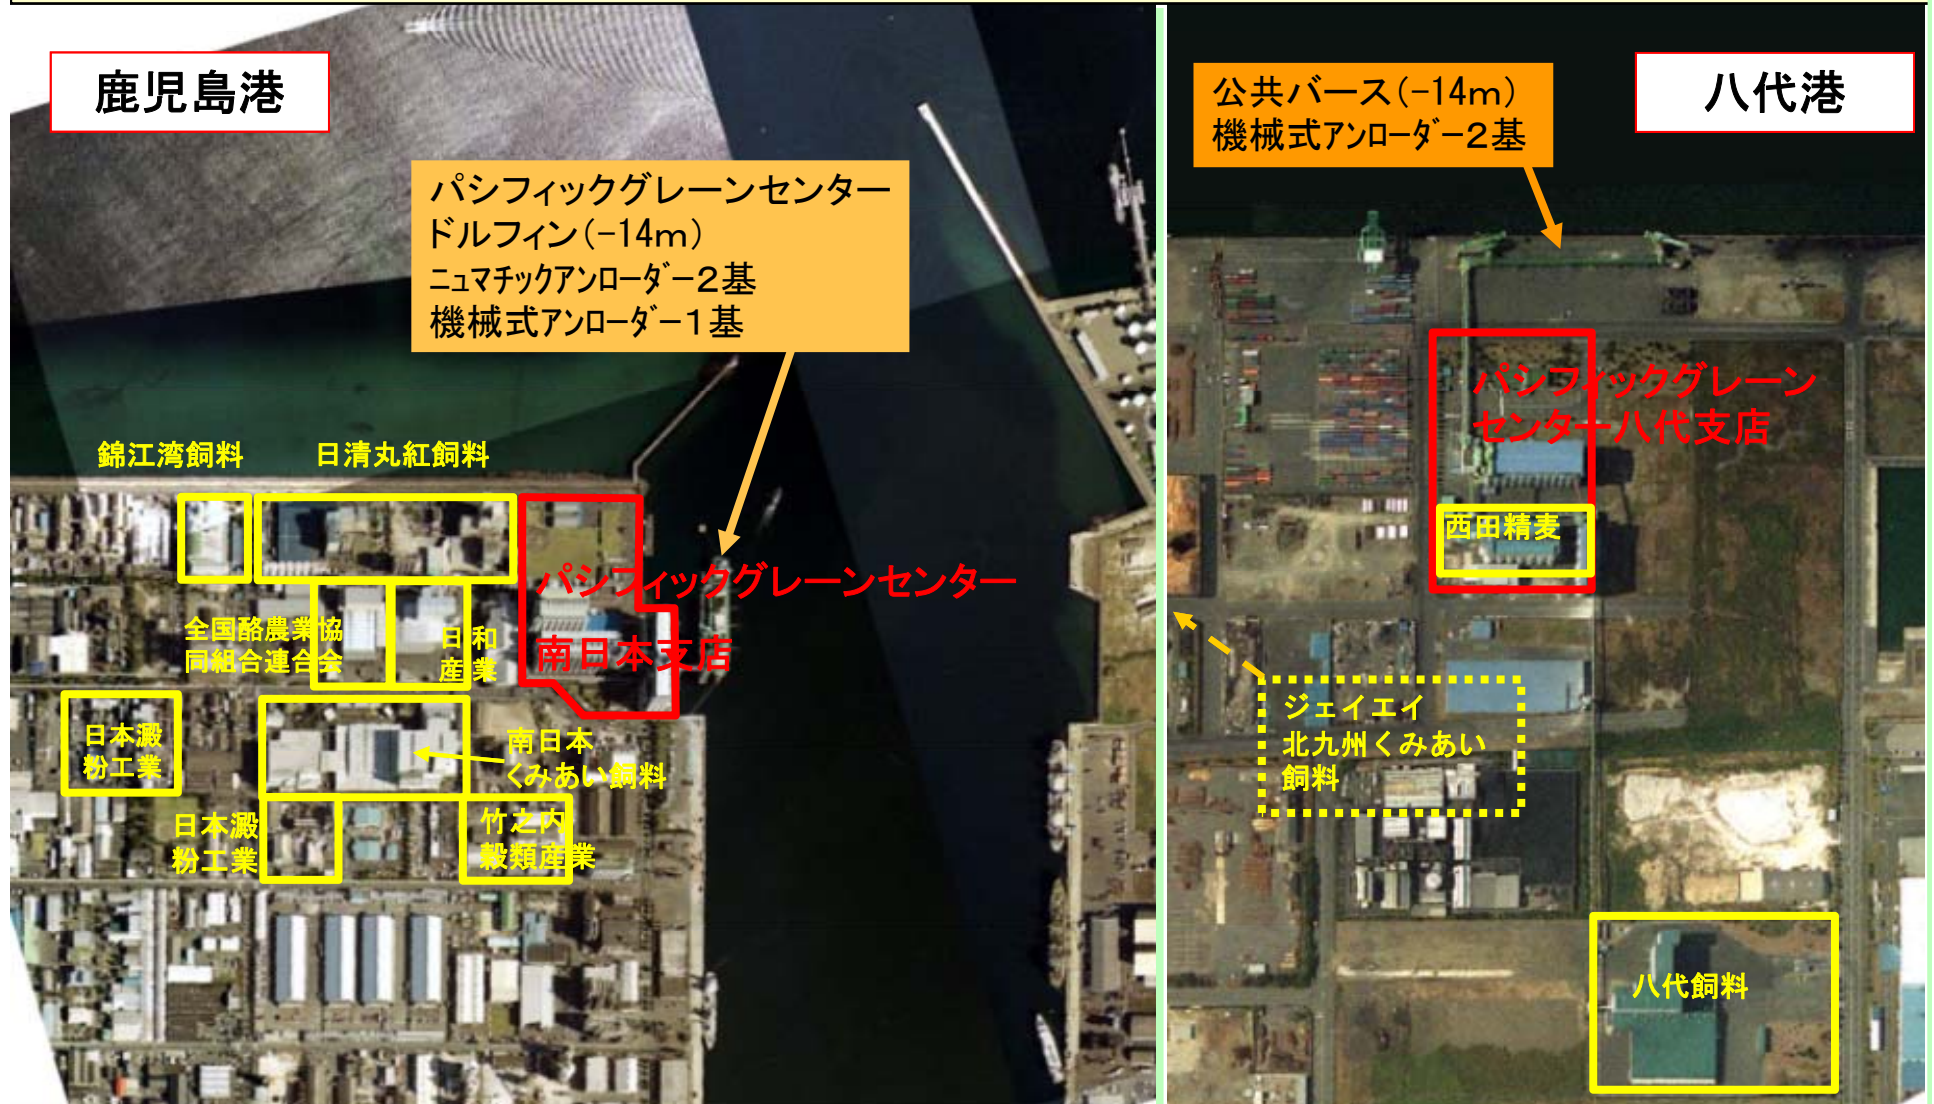 鹿児島港
パシフィックグレーンセンター
ドルフィン(-14m)
ニュマチックアンローダー2基
機械式アンローダー1基
錦江湾飼料
日清丸紅飼料
パシフィックグレーンセンター
南日本支店
全国酪農業協
同組合連合会
日和
産業
日本澱
粉工業
南日本
くみあい飼料
日本澱
粉工業
竹之内
穀類産業
八代港
公共バース(-14m)
機械式アンローダー2基
パシフィックグレーン
センター八代支店
西田精麦
ジェイエイ
北九州くみあい
飼料
八代飼料